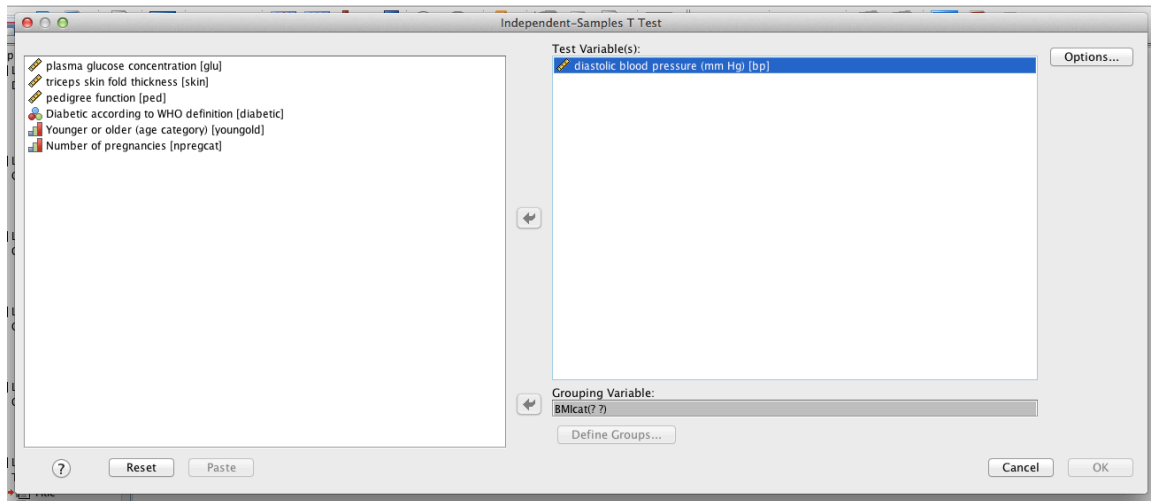 Independent-Samples T Test
plasma glucose concentration [glu]
triceps skin fold thickness [skin]
pedigree function [ped]
Diabetic according to WHO definition [diabetic]
Younger or older (age category) [youngold]
Number of pregnancies [npregcat]
Test Variable(s):
diastolic blood pressure (mm Hg) [bp]
Options...
Grouping Variable:
BMIcat(? ?)
Define Groups...
?
Reset
Paste
Cancel
OK